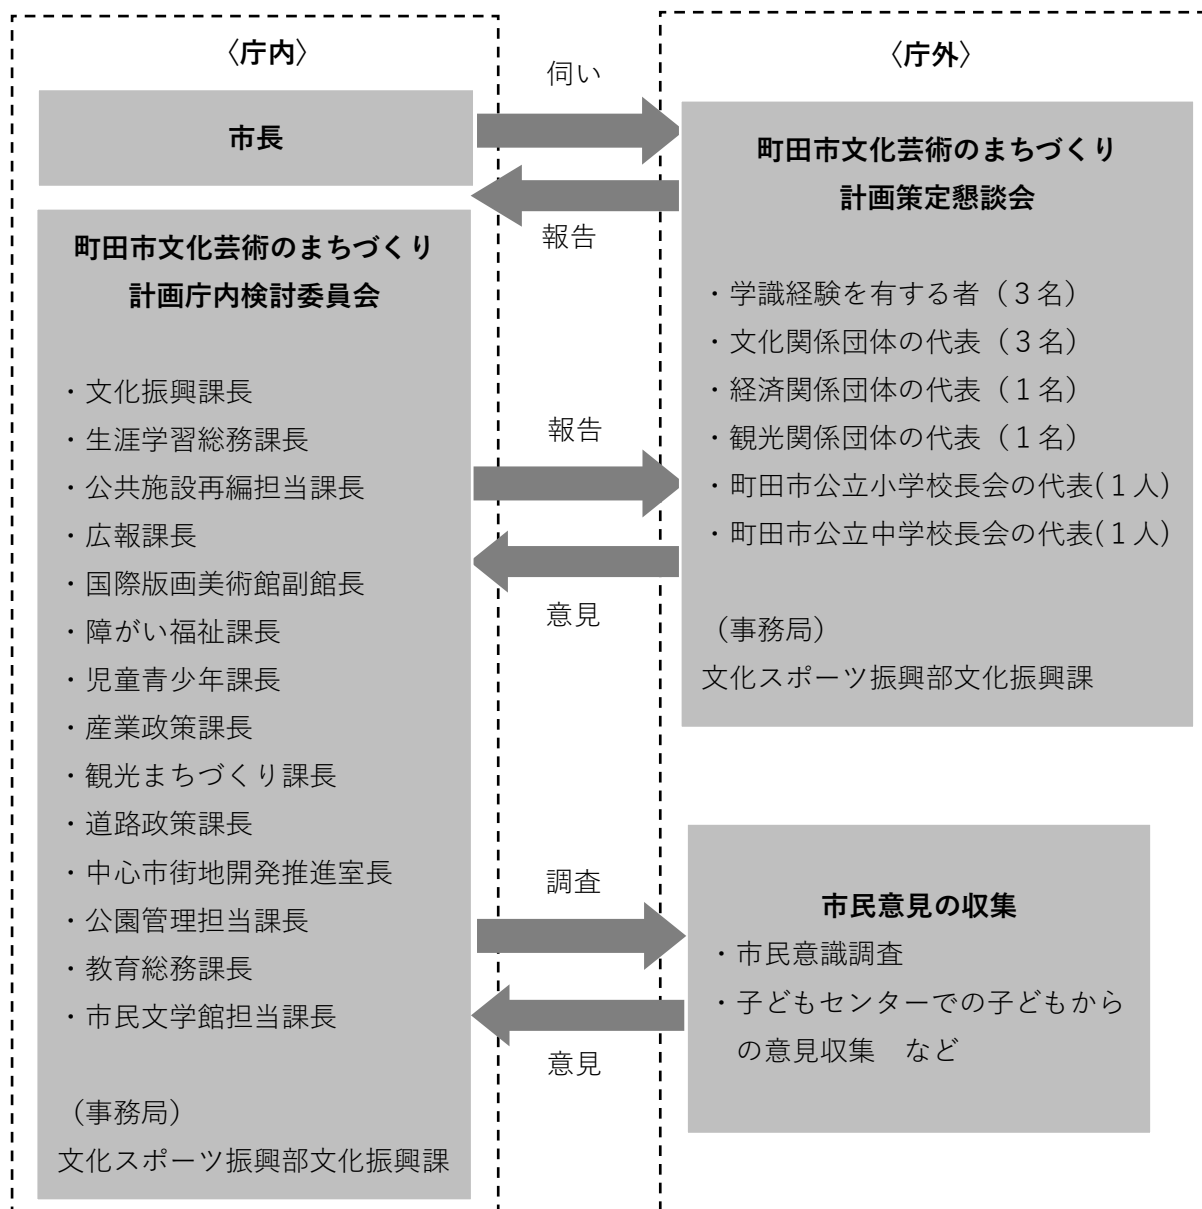 〈庁内〉
市長
町田市文化芸術のまちづくり
計画庁内検討委員会
・文化振興課長
・生涯学習総務課長
・公共施設再編担当課長
・広報課長
・国際版画美術館副館長
・障がい福祉課長
・児童青少年課長
・産業政策課長
・観光まちづくり課長
・道路政策課長
・中心市街地開発推進室長
・公園管理担当課長
・教育総務課長
・市民文学館担当課長
（事務局）
文化スポーツ振興部文化振興課
伺い
報告
報告
意見
調査
意見
〈庁外〉
町田市文化芸術のまちづくり
計画策定懇談会
・学識経験を有する者（３名）
・文化関係団体の代表（３名）
・経済関係団体の代表（１名）
・観光関係団体の代表（１名）
・町田市公立小学校長会の代表(１人)
・町田市公立中学校長会の代表(１人)
（事務局）
文化スポーツ振興部文化振興課
市民意見の収集
・市民意識調査
・子どもセンターでの子どもから
の意見収集　など